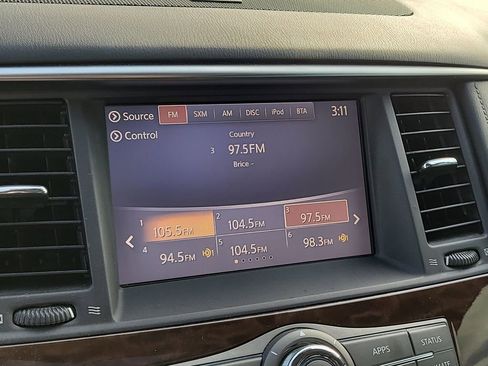 Source FM SXM AM DISC iPod BTA 3:11
Control Country
3 97.5FM
Brice -
1 105.5FM 2 104.5FM 3 97.5FM
4 94.5FM 5 104.5FM 6 98.3FM
APPS STATUS